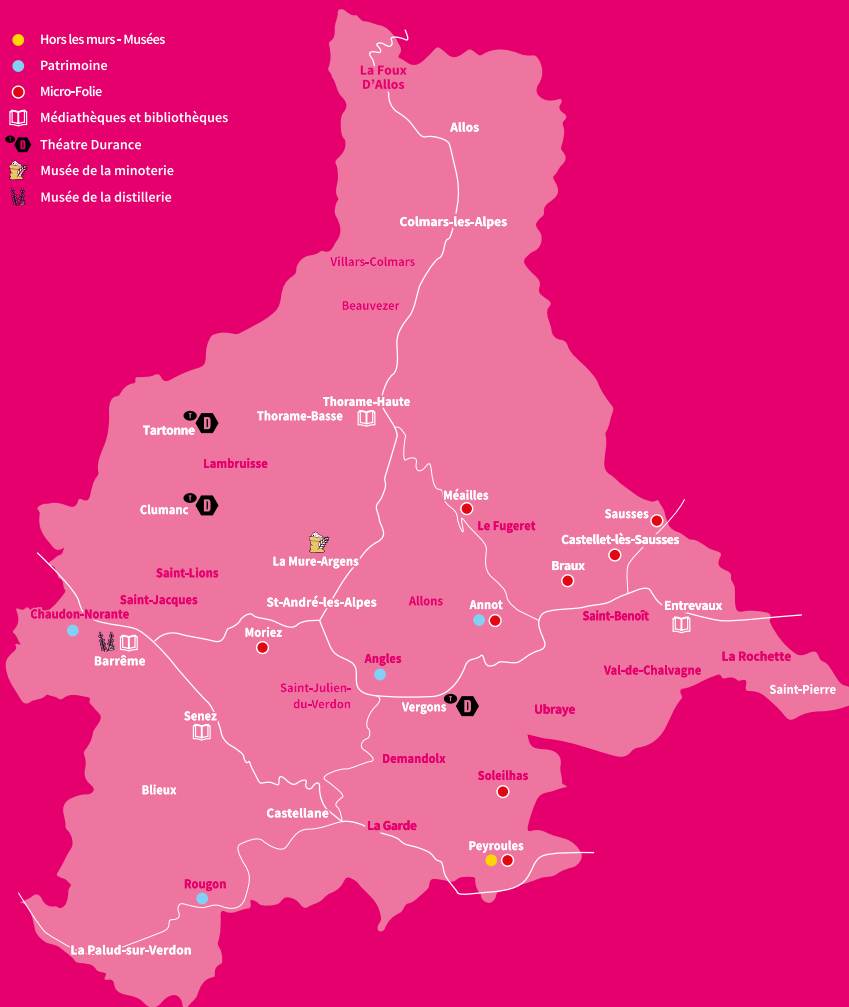 Hors les murs - Musées
Patrimoine
Micro-Folie
Médiathèques et bibliothèques
T D Théatre Durance
Musée de la minoterie
Musée de la distillerie
La Foux
D'Allos
Allos
Colmars-les-Alpes
Villars-Colmars
Beauvezer
Thorame-Haute
Thorame-Basse
T D
Tartonne
Lambruisse
Méailles
T D
Clumanc
Sausses
Le Fugeret
Castellet-lès-Sausses
La Mure-Argens
Braux
Saint-Lions
Saint-Jacques
St-André-les-Alpes
Allons
Annot
Entrevaux
Chaudon-Norante
Saint-Benoît
Moriez
Barrême
Angles
La Rochette
Val-de-Chalvagne
Saint-Julien-
du-Verdon
Saint-Pierre
Vergons T D
Ubraye
Senez
Demandolx
Soleilhas
Blieux
Castellane
La Garde
Peyroules
Rougon
La Palud-sur-Verdon